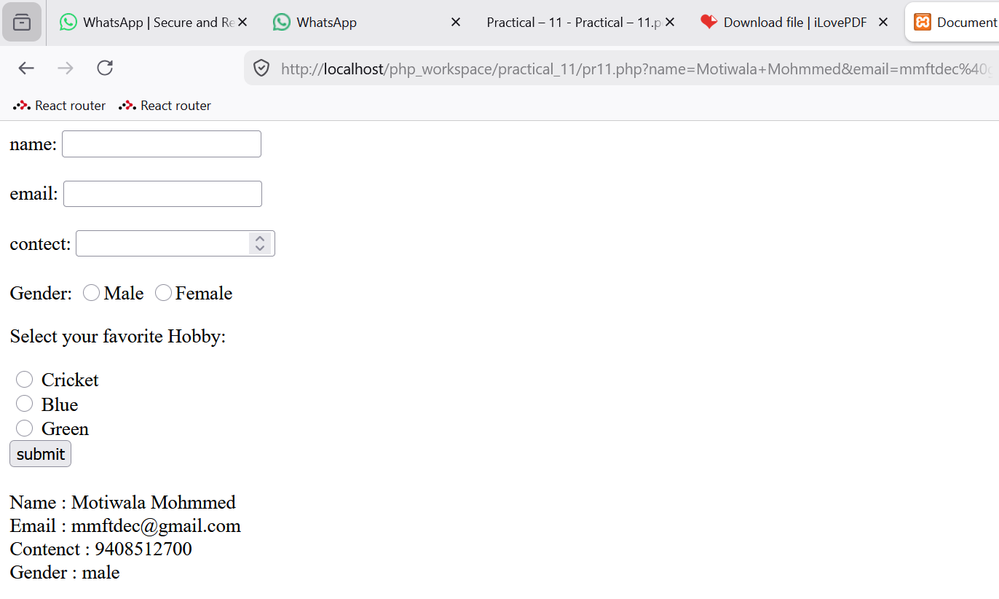 WhatsApp | Secure and Re
WhatsApp
Practical – 11 - Practical – 11.p
Download file | iLovePDF
Document
http://localhost/php_workspace/practical_11/pr11.php?name=Motiwala+Mohmmed&email=mmftdec%40g
React router React router
name:
email:
contect:
Gender: Male Female
Select your favorite Hobby:
Cricket
Blue
Green
submit
Name : Motiwala Mohmmed
Email : mmftdec@gmail.com
Contenct : 9408512700
Gender : male